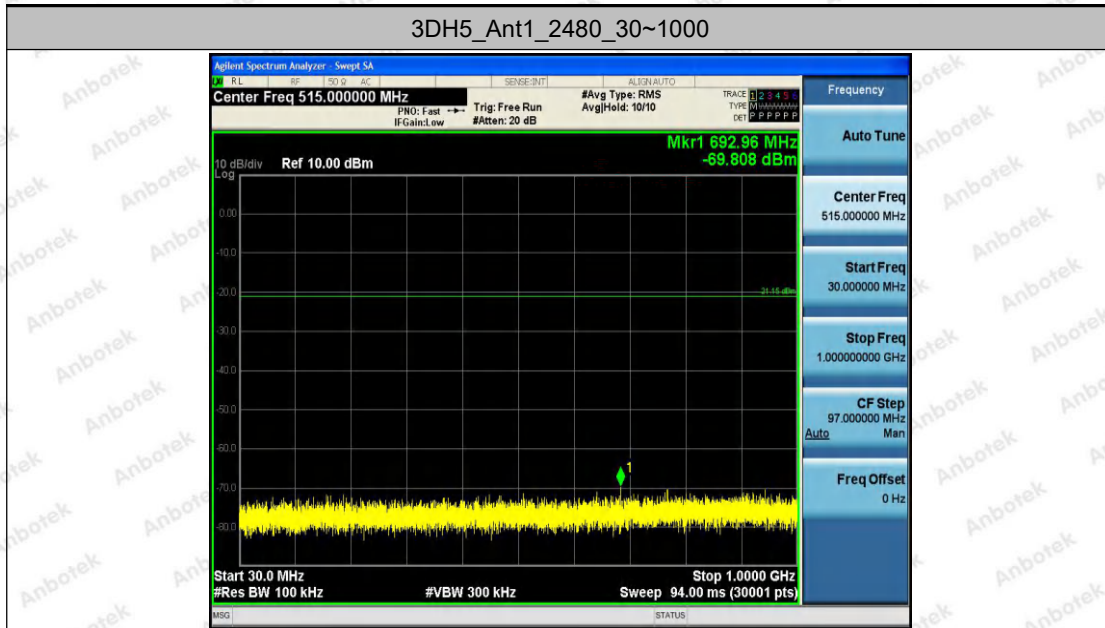 3DH5_Ant1_2480_30~1000
Agilent Spectrum Analyzer - Swept SA
RL RF 50 Ω AC SENSE:INT ALIGN AUTO
Center Freq 515.000000 MHz
PNO: Fast
IFGain:Low
Trig: Free Run
#Atten: 20 dB
#Avg Type: RMS
Avg|Hold: 10/10
TRACE 1 2 3 4 5 6
TYPE M W W W W W
DET P P P P P P
Mkr1 692.96 MHz
-69.808 dBm
10 dB/div Ref 10.00 dBm
Log
0.00
-10.0
-20.0
-21.15 dBm
-30.0
-40.0
-50.0
-60.0
1
-70.0
-80.0
Start 30.0 MHz Stop 1.0000 GHz
#Res BW 100 kHz #VBW 300 kHz Sweep 94.00 ms (30001 pts)
MSG STATUS
Frequency
Auto Tune
Center Freq
515.000000 MHz
Start Freq
30.000000 MHz
Stop Freq
1.000000000 GHz
CF Step
97.000000 MHz
Auto Man
Freq Offset
0 Hz
Anbotek